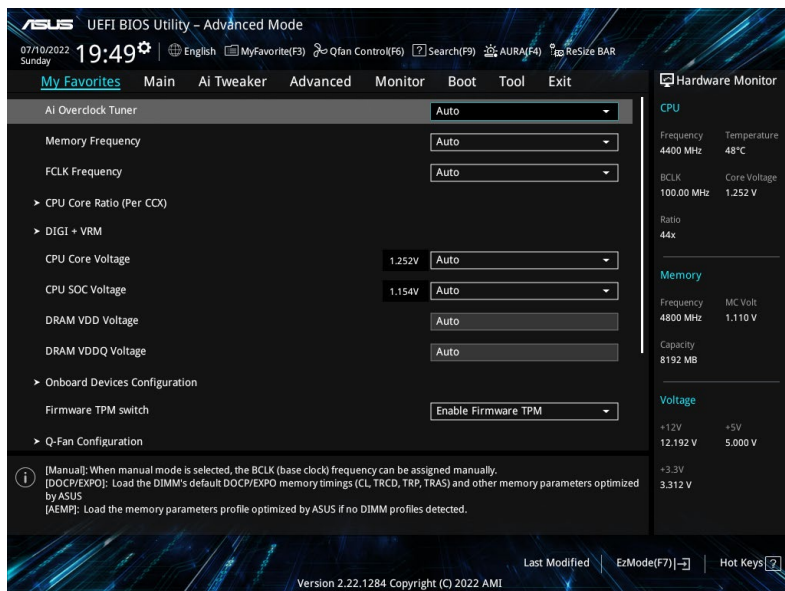 ASUS UEFI BIOS Utility – Advanced Mode
07/10/2022
Sunday
19:49
English MyFavorite(F3) Qfan Control(F6) ? Search(F9) AURA(F4) ReSize BAR
My Favorites Main Ai Tweaker Advanced Monitor Boot Tool Exit
Ai Overclock Tuner Auto
Memory Frequency Auto
FCLK Frequency Auto
> CPU Core Ratio (Per CCX)
> DIGI + VRM
CPU Core Voltage 1.252V Auto
CPU SOC Voltage 1.154V Auto
DRAM VDD Voltage Auto
DRAM VDDQ Voltage Auto
> Onboard Devices Configuration
Firmware TPM switch Enable Firmware TPM
> Q-Fan Configuration
i
[Manual]: When manual mode is selected, the BCLK (base clock) frequency can be assigned manually.
[DOCP/EXPO]: Load the DIMM's default DOCP/EXPO memory timings (CL, TRCD, TRP, TRAS) and other memory parameters optimized
by ASUS
[AEMP]: Load the memory parameters profile optimized by ASUS if no DIMM profiles detected.
Hardware Monitor
CPU
Frequency Temperature
4400 MHz 48°C
BCLK Core Voltage
100.00 MHz 1.252 V
Ratio
44x
Memory
Frequency MC Volt
4800 MHz 1.110 V
Capacity
8192 MB
Voltage
+12V +5V
12.192 V 5.000 V
+3.3V
3.312 V
Last Modified EzMode(F7) Hot Keys ?
Version 2.22.1284 Copyright (C) 2022 AMI